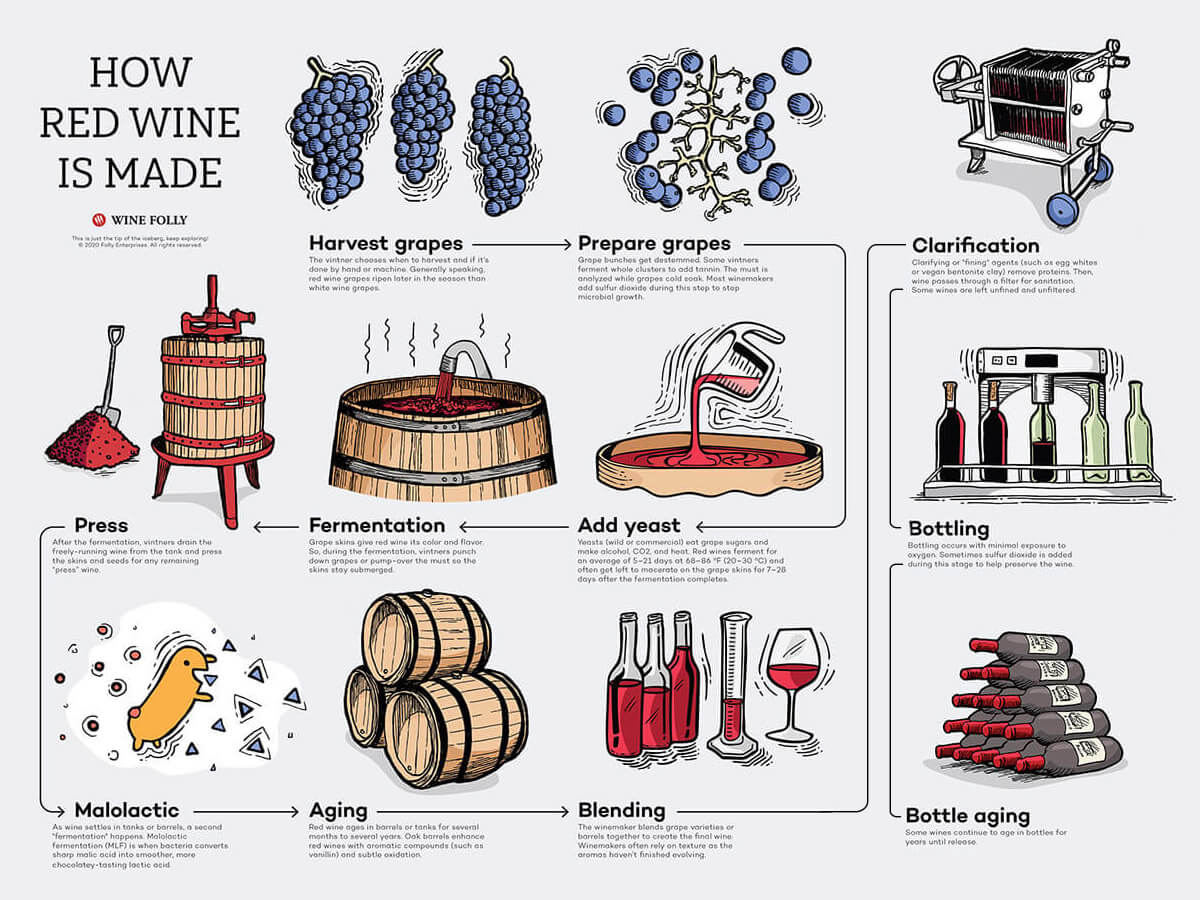 HOW
RED WINE
IS MADE
WINE FOLLY
This is just the tip of the iceberg, keep exploring!
© 2020 Folly Enterprises. All rights reserved.
Harvest grapes
The vintner chooses when to harvest and if it's
done by hand or machine. Generally speaking,
red wine grapes ripen later in the season than
white wine grapes.
Prepare grapes
Grape bunches get destemmed. Some vintners
ferment whole clusters to add tannin. The must is
analyzed while grapes cold soak. Most winemakers
add sulfur dioxide during this step to stop
microbial growth.
Add yeast
Yeasts (wild or commercial) eat grape sugars and
make alcohol, CO2, and heat. Red wines ferment for
an average of 5–21 days at 68–86 °F (20–30 °C) and
often get left to macerate on the grape skins for 7–28
days after the fermentation completes.
Fermentation
Grape skins give red wine its color and flavor.
So, during the fermentation, vintners punch
down grapes or pump-over the must so the
skins stay submerged.
Press
After the fermentation, vintners drain the
freely-running wine from the tank and press
the skins and seeds for any remaining
"press" wine.
Malolactic
As wine settles in tanks or barrels, a second
"fermentation" happens. Malolactic
fermentation (MLF) is when bacteria converts
sharp malic acid into smoother, more
chocolatey-tasting lactic acid.
Aging
Red wine ages in barrels or tanks for several
months to several years. Oak barrels enhance
red wines with aromatic compounds (such as
vanillin) and subtle oxidation.
Blending
The winemaker blends grape varieties or
barrels together to create the final wine.
Winemakers often rely on texture as the
aromas haven't finished evolving.
Clarification
Clarifying or "fining" agents (such as egg whites
or vegan bentonite clay) remove proteins. Then,
wine passes through a filter for sanitation.
Some wines are left unfined and unfiltered.
Bottling
Bottling occurs with minimal exposure to
oxygen. Sometimes sulfur dioxide is added
during this stage to help preserve the wine.
Bottle aging
Some wines continue to age in bottles for
years until release.